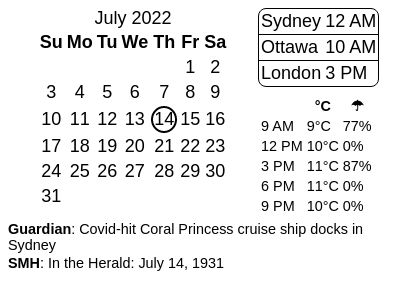 July 2022
Su Mo Tu We Th Fr Sa
1 2
3 4 5 6 7 8 9
10 11 12 13 14 15 16
17 18 19 20 21 22 23
24 25 26 27 28 29 30
31
Sydney 12 AM
Ottawa 10 AM
London 3 PM
°C ☂
9 AM 9°C 77%
12 PM 10°C 0%
3 PM 11°C 87%
6 PM 11°C 0%
9 PM 10°C 0%
Guardian: Covid-hit Coral Princess cruise ship docks in
Sydney
SMH: In the Herald: July 14, 1931